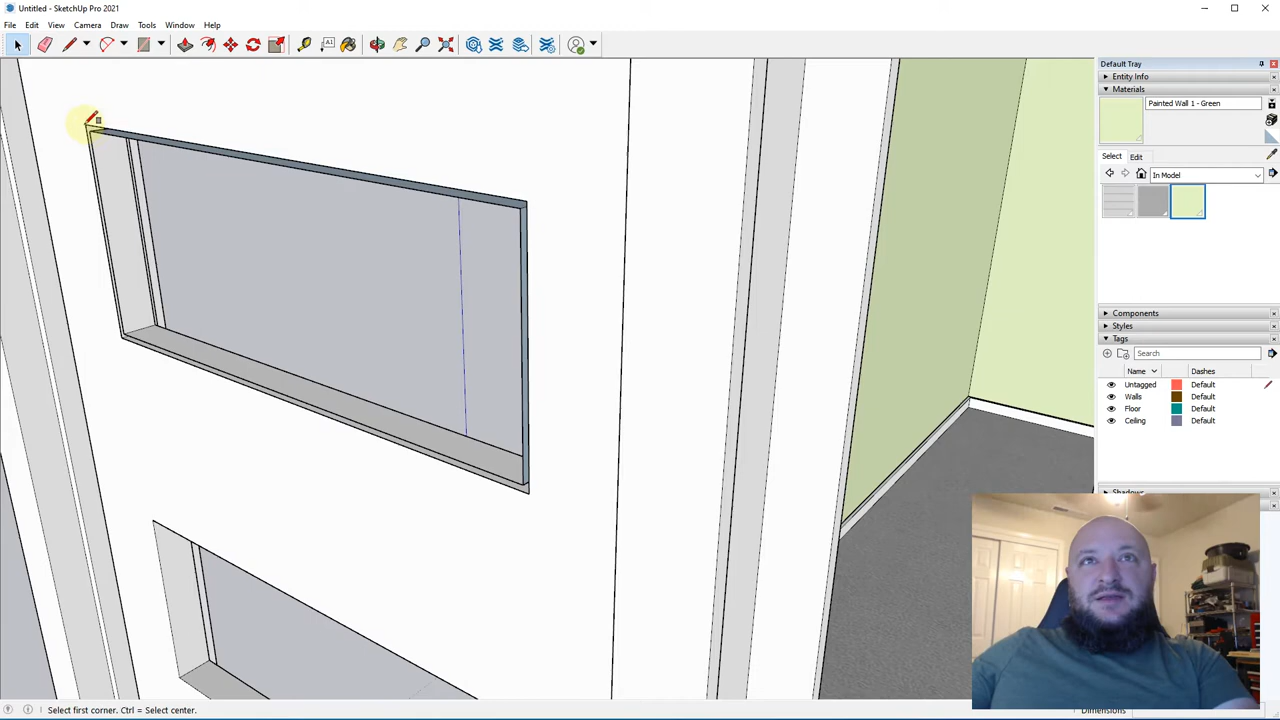 Untitled - SketchUp Pro 2021
File Edit View Camera Draw Tools Window Help
A1
Default Tray
Entity Info
Materials
Painted Wall 1 - Green
Select Edit
In Model
Components
Styles
Tags
Search
Name Dashes
Untagged Default
Walls Default
Floor Default
Ceiling Default
Select first corner. Ctrl = Select center.
Dimensions